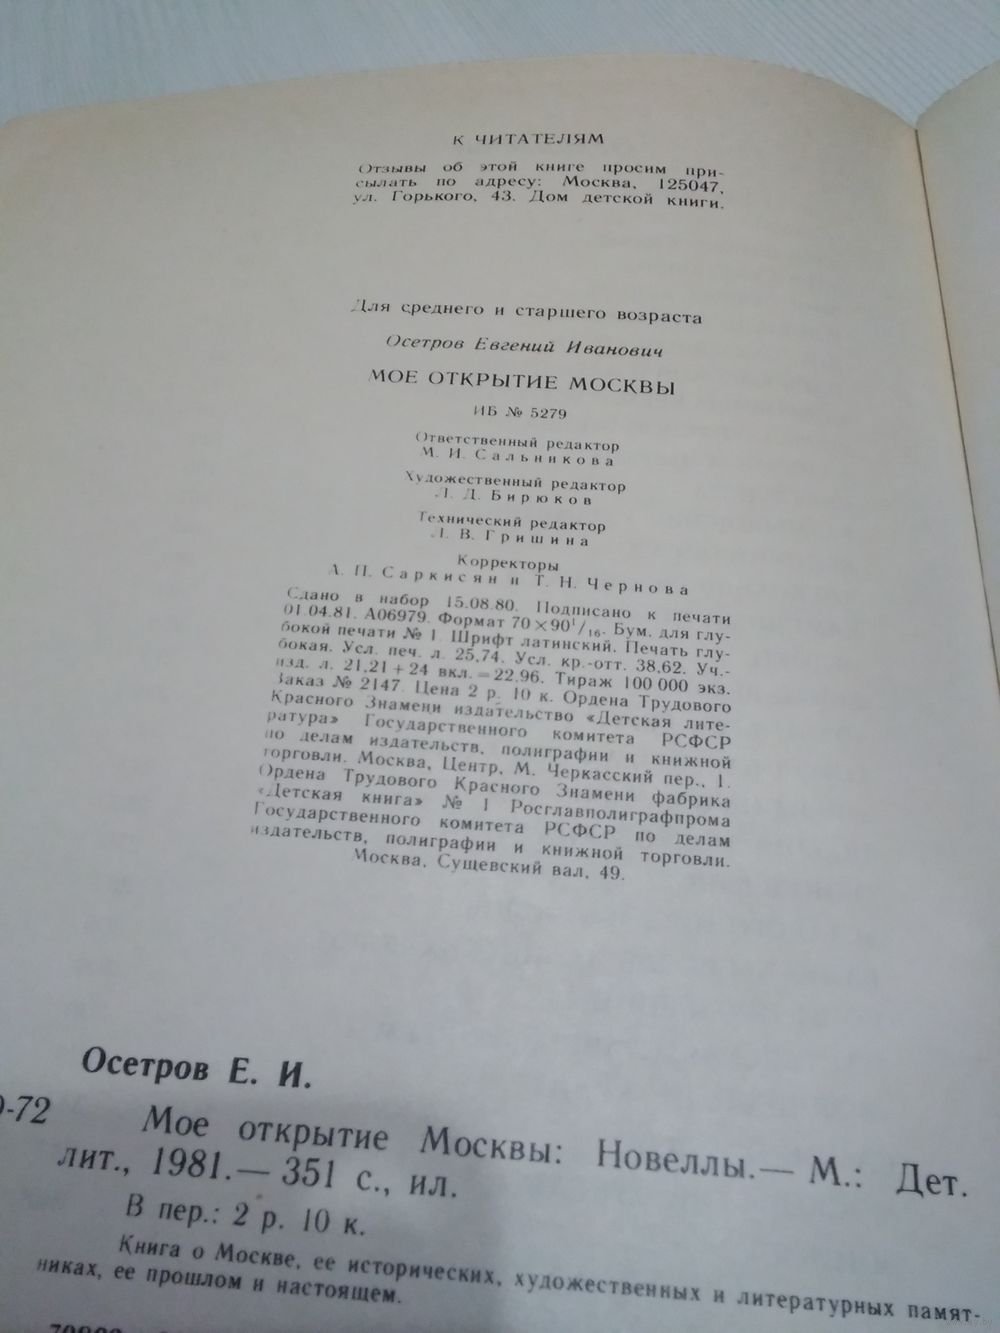 К ЧИТАТЕЛЯМ
Отзывы об этой книге просим при-
сылать по адресу: Москва, 125047,
ул. Горького, 43. Дом детской книги.
Для среднего и старшего возраста
Осетров Евгений Иванович
МОЕ ОТКРЫТИЕ МОСКВЫ
ИБ № 5279
Ответственный редактор
М. И. Сальникова
Художественный редактор
Л. Д. Бирюков
Технический редактор
Л. В. Гришина
Корректоры
А. П. Саркисян и Т. Н. Чернова
Сдано в набор 15.08.80. Подписано к печати
01.04.81. А06979. Формат 70×90¹/₁₆. Бум. для глу-
бокой печати № 1. Шрифт латинский. Печать глу-
бокая. Усл. печ. л. 25,74. Усл. кр.-отт. 38,62. Уч.-
изд. л. 21,21+24 вкл.=22,96. Тираж 100 000 экз.
Заказ № 2147. Цена 2 р. 10 к. Ордена Трудового
Красного Знамени издательство «Детская лите-
ратура» Государственного комитета РСФСР
по делам издательств, полиграфии и книжной
торговли. Москва, Центр, М. Черкасский пер., 1.
Ордена Трудового Красного Знамени фабрика
«Детская книга» № 1 Росглавполиграфпрома
Государственного комитета РСФСР по делам
издательств, полиграфии и книжной торговли.
Москва, Сущевский вал, 49.
Осетров Е. И.
-72 Мое открытие Москвы: Новеллы.— М.: Дет.
лит., 1981.— 351 с., ил.
В пер.: 2 р. 10 к.
Книга о Москве, ее исторических, художественных и литературных памят-
никах, ее прошлом и настоящем.